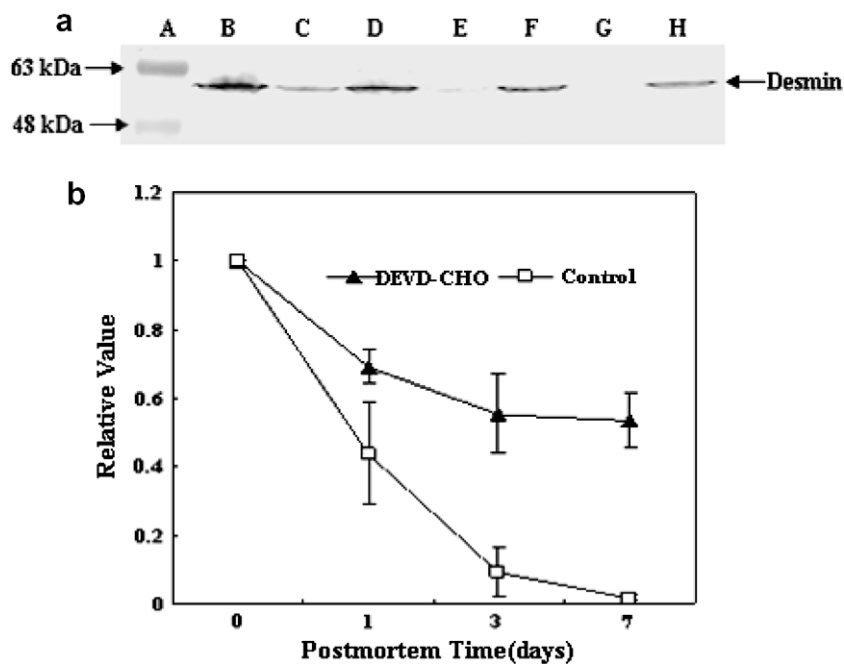 a
A B C D E F G H
63 kDa
Desmin
48 kDa
b
1.2
1
DEVD-CHO Control
0.8
0.6
0.4
0.2
0
Relative Value
0 1 3 7
Postmortem Time(days)